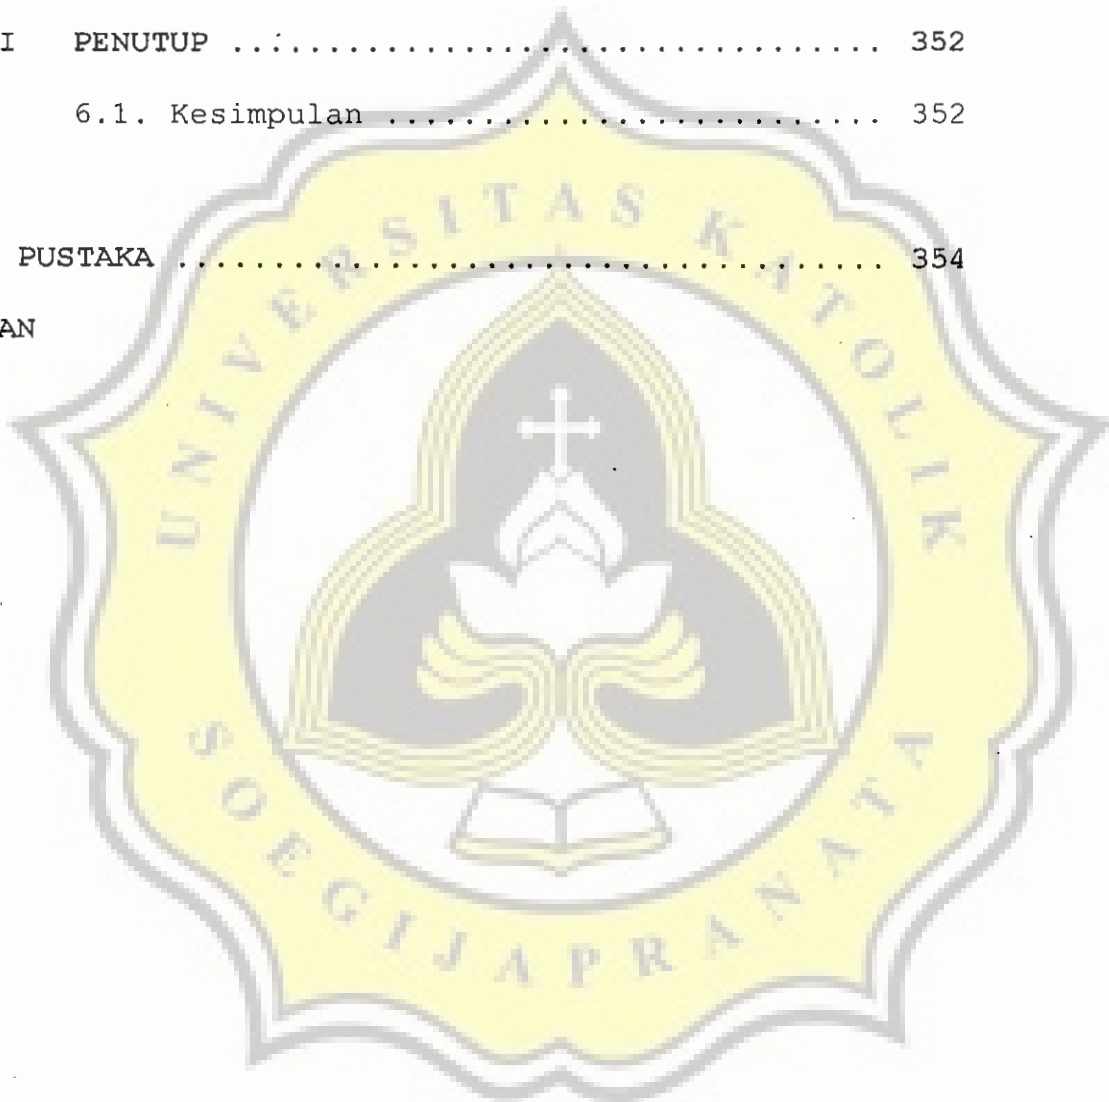 I PENUTUP .................................. 352
6.1. Kesimpulan .......................... 352
PUSTAKA ..................................... 354
AN
UNIVERSITAS KATOLIK
SOEGIJAPRANATA